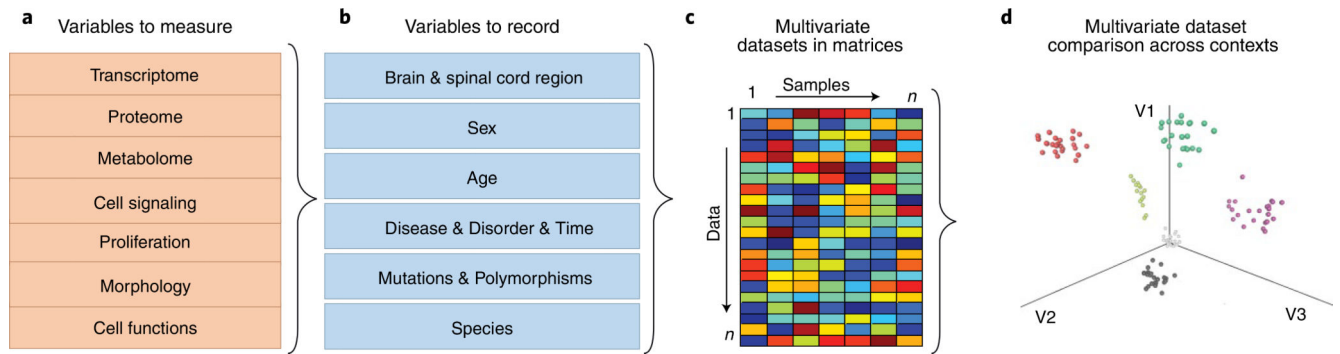 a
Variables to measure
Transcriptome
Proteome
Metabolome
Cell signaling
Proliferation
Morphology
Cell functions
b
Variables to record
Brain & spinal cord region
Sex
Age
Disease & Disorder & Time
Mutations & Polymorphisms
Species
c
Multivariate
datasets in matrices
Samples
1
n
1
Data
n
d
Multivariate dataset
comparison across contexts
V1
V2
V3